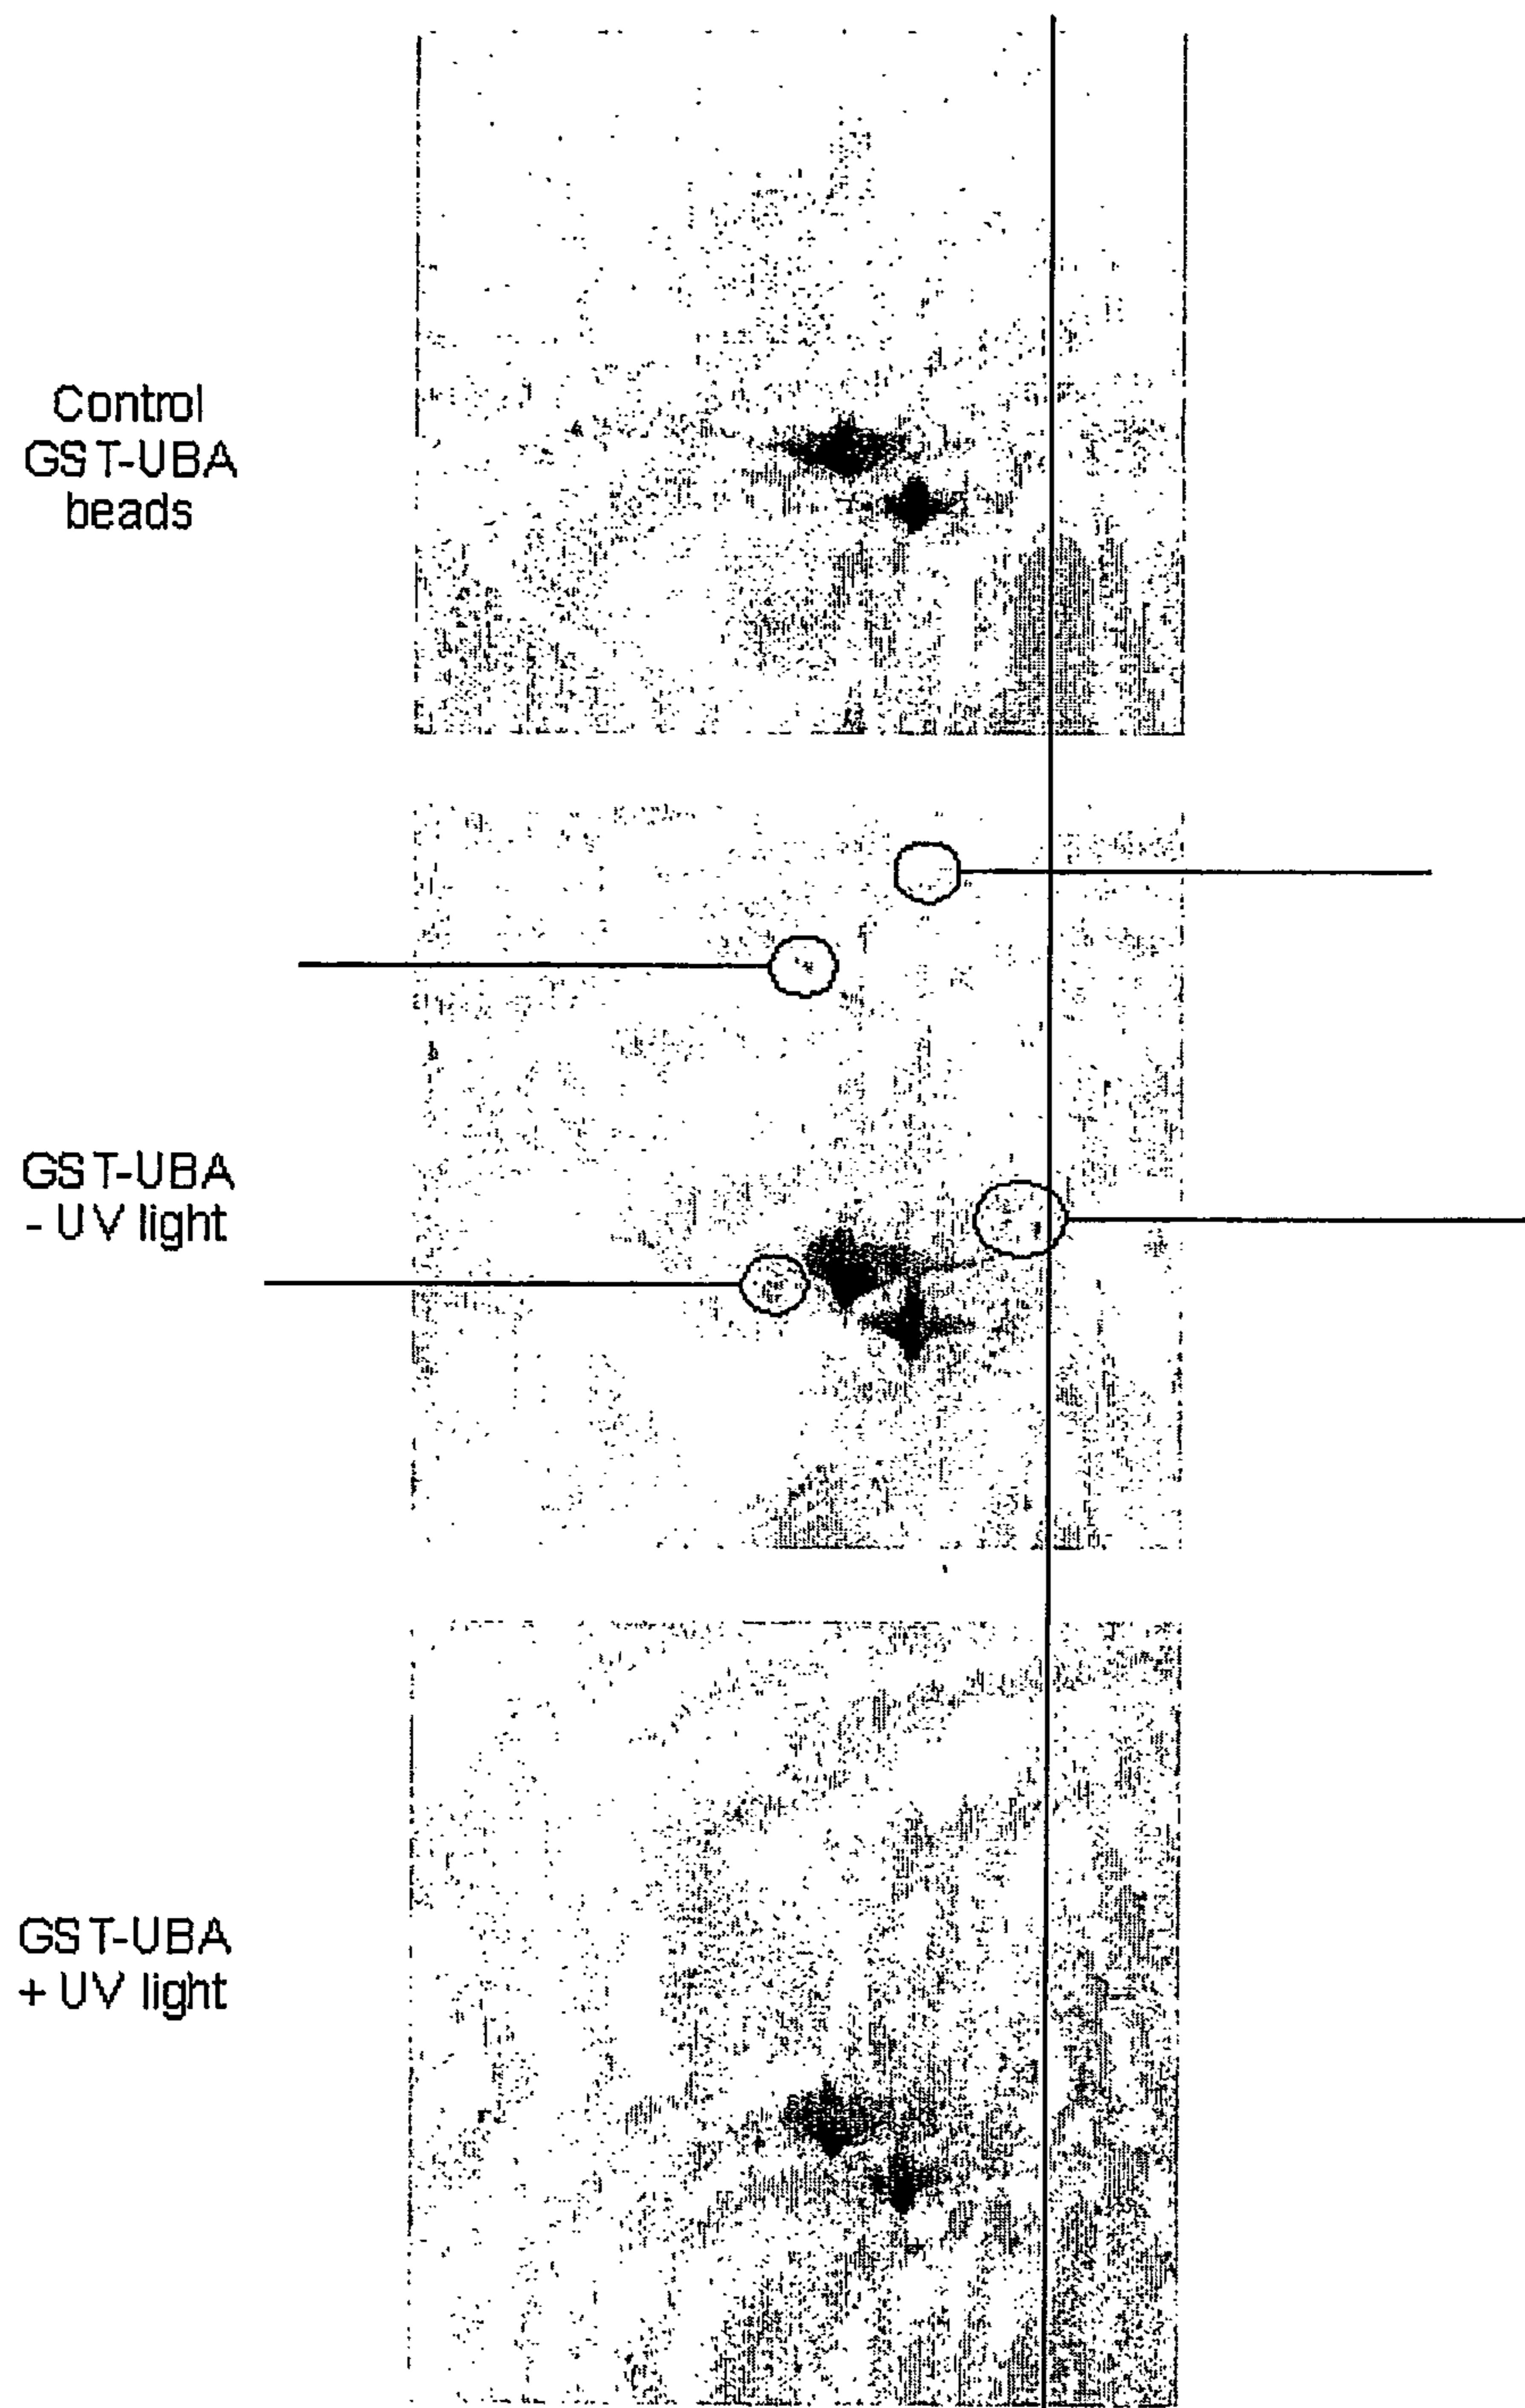 Control
GST-UBA
beads
GST-UBA
- UV light
GST-UBA
+ UV light